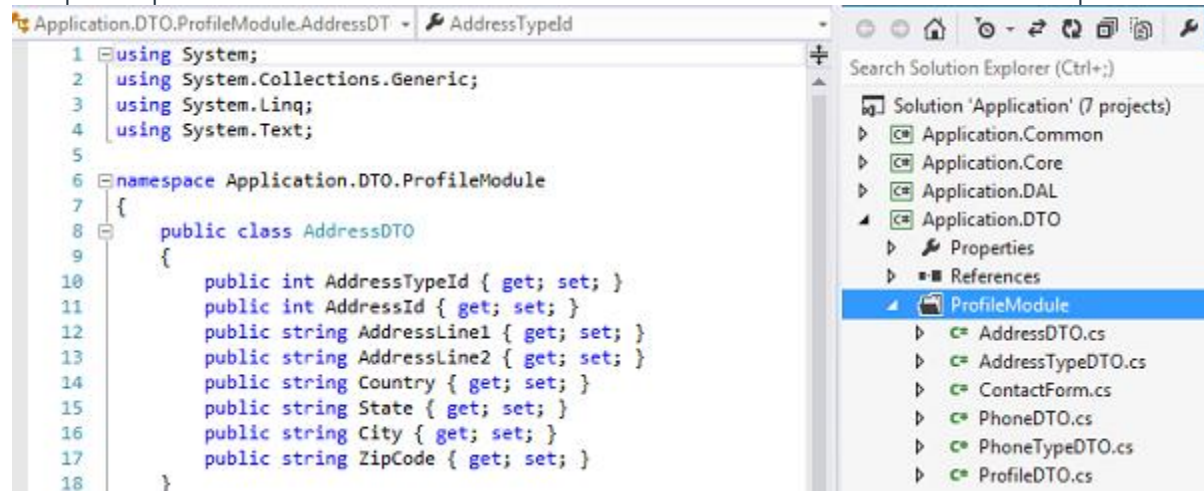 Application.DTO.ProfileModule.AddressDT
AddressTypeId
1 using System;
2 using System.Collections.Generic;
3 using System.Linq;
4 using System.Text;
5
6 namespace Application.DTO.ProfileModule
7 {
8 public class AddressDTO
9 {
10 public int AddressTypeId { get; set; }
11 public int AddressId { get; set; }
12 public string AddressLine1 { get; set; }
13 public string AddressLine2 { get; set; }
14 public string Country { get; set; }
15 public string State { get; set; }
16 public string City { get; set; }
17 public string ZipCode { get; set; }
18 }
Search Solution Explorer (Ctrl+;)
Solution 'Application' (7 projects)
C# Application.Common
C# Application.Core
C# Application.DAL
C# Application.DTO
Properties
References
ProfileModule
C# AddressDTO.cs
C# AddressTypeDTO.cs
C# ContactForm.cs
C# PhoneDTO.cs
C# PhoneTypeDTO.cs
C# ProfileDTO.cs